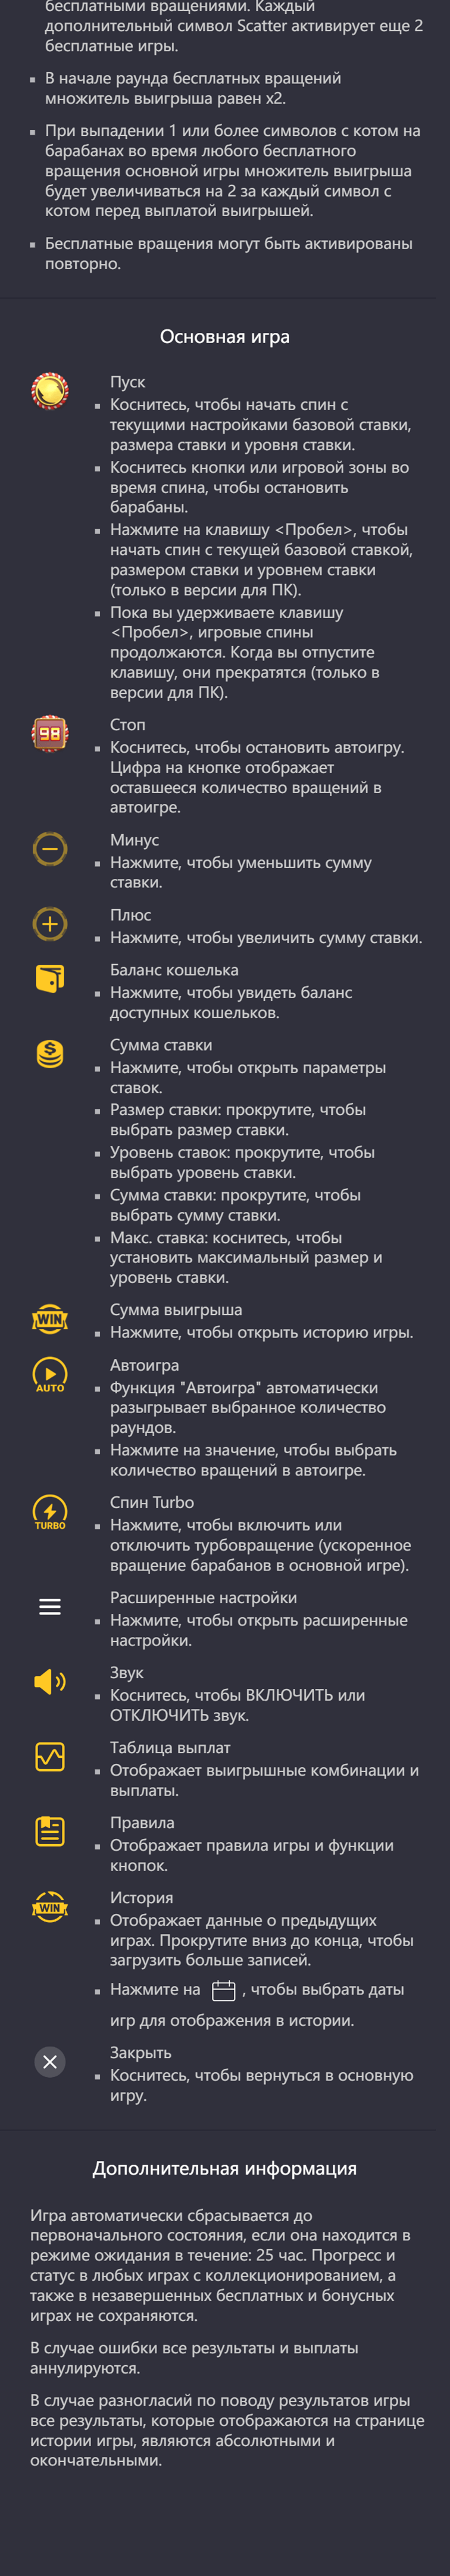 бесплатными вращениями. Каждый
дополнительный символ Scatter активирует еще 2
бесплатные игры.
▪ В начале раунда бесплатных вращений
множитель выигрыша равен x2.
▪ При выпадении 1 или более символов с котом на
барабанах во время любого бесплатного
вращения основной игры множитель выигрыша
будет увеличиваться на 2 за каждый символ с
котом перед выплатой выигрышей.
▪ Бесплатные вращения могут быть активированы
повторно.
Основная игра
Пуск
▪ Коснитесь, чтобы начать спин с
текущими настройками базовой ставки,
размера ставки и уровня ставки.
▪ Коснитесь кнопки или игровой зоны во
время спина, чтобы остановить
барабаны.
▪ Нажмите на клавишу <Пробел>, чтобы
начать спин с текущей базовой ставкой,
размером ставки и уровнем ставки
(только в версии для ПК).
▪ Пока вы удерживаете клавишу
<Пробел>, игровые спины
продолжаются. Когда вы отпустите
клавишу, они прекратятся (только в
версии для ПК).
98
Стоп
▪ Коснитесь, чтобы остановить автоигру.
Цифра на кнопке отображает
оставшееся количество вращений в
автоигре.
Минус
▪ Нажмите, чтобы уменьшить сумму
ставки.
Плюс
▪ Нажмите, чтобы увеличить сумму ставки.
Баланс кошелька
▪ Нажмите, чтобы увидеть баланс
доступных кошельков.
Сумма ставки
▪ Нажмите, чтобы открыть параметры
ставок.
▪ Размер ставки: прокрутите, чтобы
выбрать размер ставки.
▪ Уровень ставок: прокрутите, чтобы
выбрать уровень ставки.
▪ Сумма ставки: прокрутите, чтобы
выбрать сумму ставки.
▪ Макс. ставка: коснитесь, чтобы
установить максимальный размер и
уровень ставки.
WIN
Сумма выигрыша
▪ Нажмите, чтобы открыть историю игры.
AUTO
Автоигра
▪ Функция "Автоигра" автоматически
разыгрывает выбранное количество
раундов.
▪ Нажмите на значение, чтобы выбрать
количество вращений в автоигре.
TURBO
Спин Turbo
▪ Нажмите, чтобы включить или
отключить турбовращение (ускоренное
вращение барабанов в основной игре).
Расширенные настройки
▪ Нажмите, чтобы открыть расширенные
настройки.
Звук
▪ Коснитесь, чтобы ВКЛЮЧИТЬ или
ОТКЛЮЧИТЬ звук.
Таблица выплат
▪ Отображает выигрышные комбинации и
выплаты.
Правила
▪ Отображает правила игры и функции
кнопок.
WIN
История
▪ Отображает данные о предыдущих
играх. Прокрутите вниз до конца, чтобы
загрузить больше записей.
▪ Нажмите на , чтобы выбрать даты
игр для отображения в истории.
Закрыть
▪ Коснитесь, чтобы вернуться в основную
игру.
Дополнительная информация
Игра автоматически сбрасывается до
первоначального состояния, если она находится в
режиме ожидания в течение: 25 час. Прогресс и
статус в любых играх с коллекционированием, а
также в незавершенных бесплатных и бонусных
играх не сохраняются.
В случае ошибки все результаты и выплаты
аннулируются.
В случае разногласий по поводу результатов игры
все результаты, которые отображаются на странице
истории игры, являются абсолютными и
окончательными.